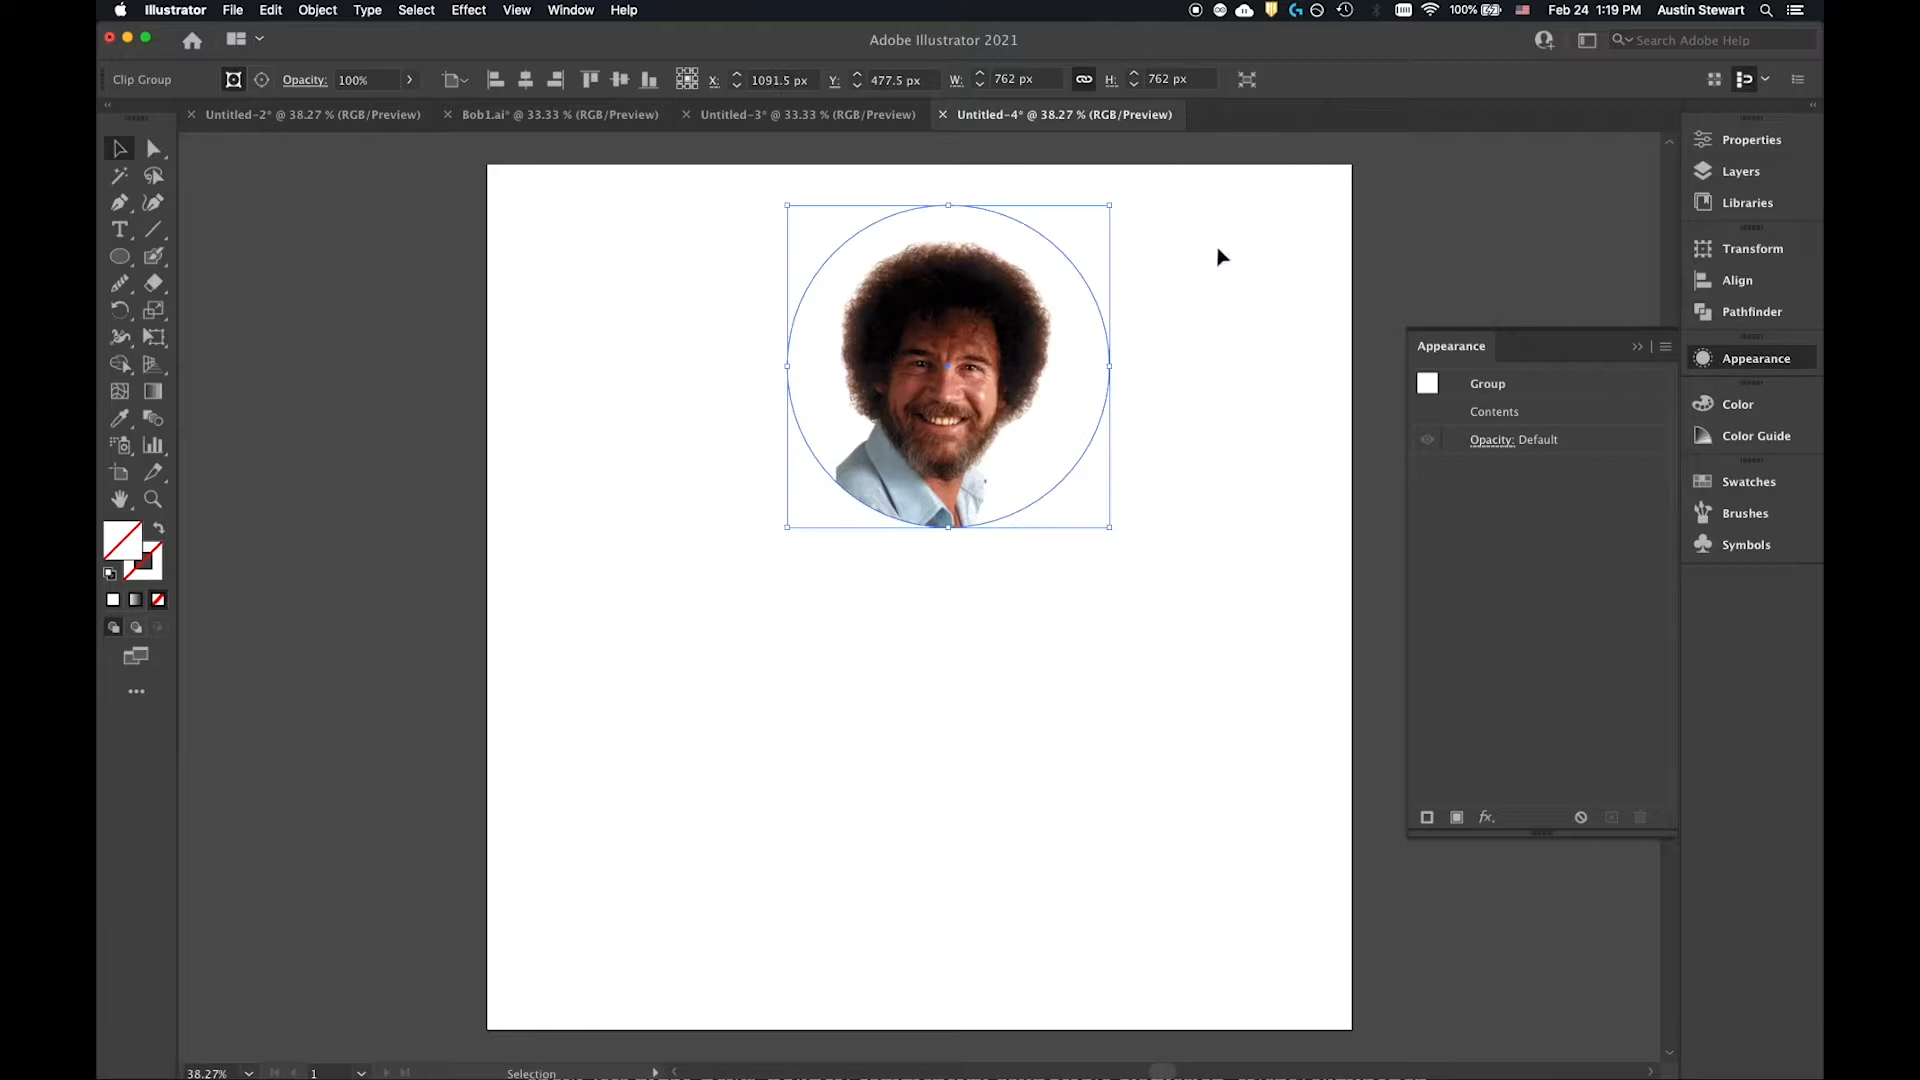 Illustrator File Edit Object Type Select Effect View Window Help 100% Feb 24 1:19 PM Austin Stewart
Adobe Illustrator 2021
Search Adobe Help
Clip Group Opacity: 100% X: 1091.5 px Y: 477.5 px W: 762 px H: 762 px
Untitled-2* @ 38.27 % (RGB/Preview) Bob1.ai* @ 33.33 % (RGB/Preview) Untitled-3* @ 33.33 % (RGB/Preview) Untitled-4* @ 38.27 % (RGB/Preview)
Properties
Layers
Libraries
Transform
Align
Pathfinder
Appearance
Color
Color Guide
Swatches
Brushes
Symbols
Appearance
Group
Contents
Opacity: Default
fx.
38.27% 1 Selection